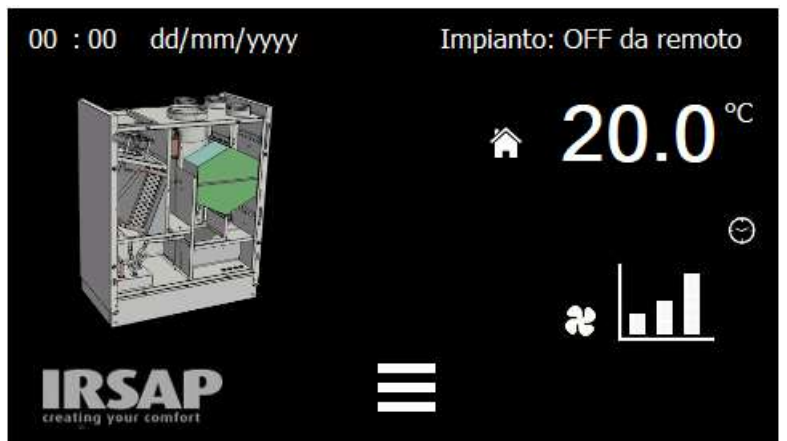 00 : 00 dd/mm/yyyy Impianto: OFF da remoto
20.0 °C
IRSAP
creating your comfort